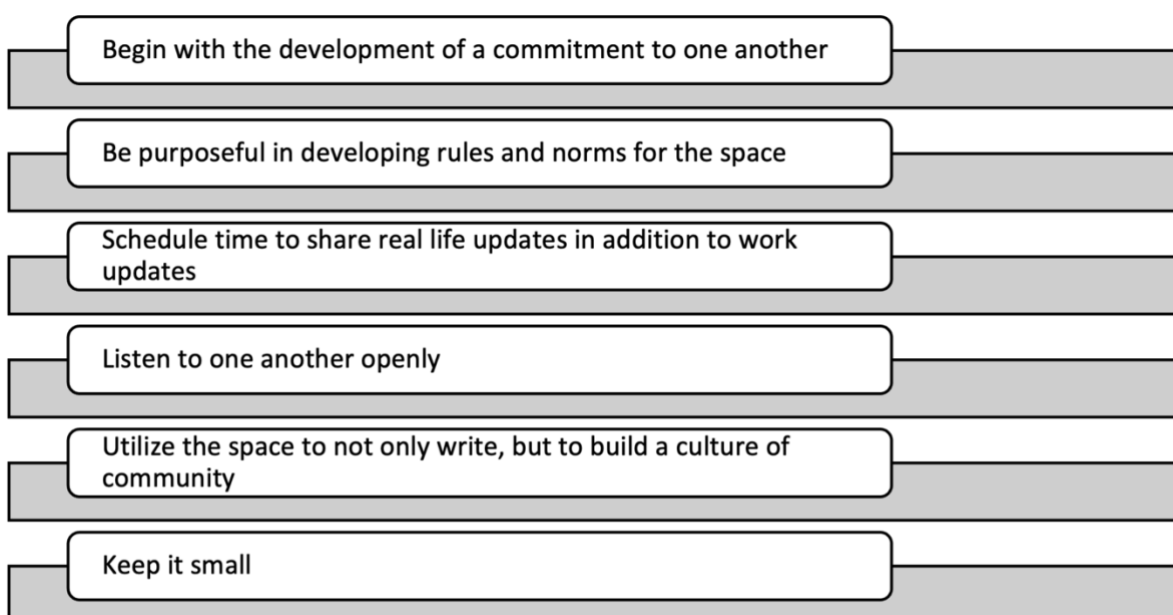 Begin with the development of a commitment to one another
Be purposeful in developing rules and norms for the space
Schedule time to share real life updates in addition to work
updates
Listen to one another openly
Utilize the space to not only write, but to build a culture of
community
Keep it small